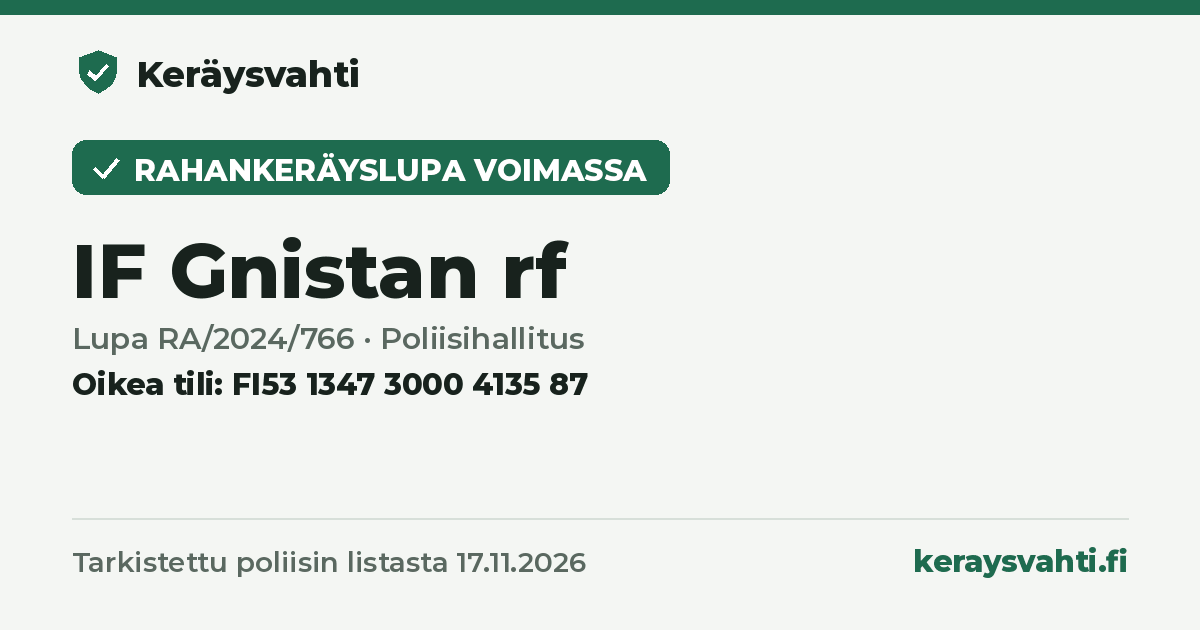 Keräysvahti
RAHANKERÄYSLUPA VOIMASSA
IF Gnistan rf
Lupa RA/2024/766 · Poliisihallitus
Oikea tili: FI53 1347 3000 4135 87
Tarkistettu poliisin listasta 17.11.2026
keraysvahti.fi